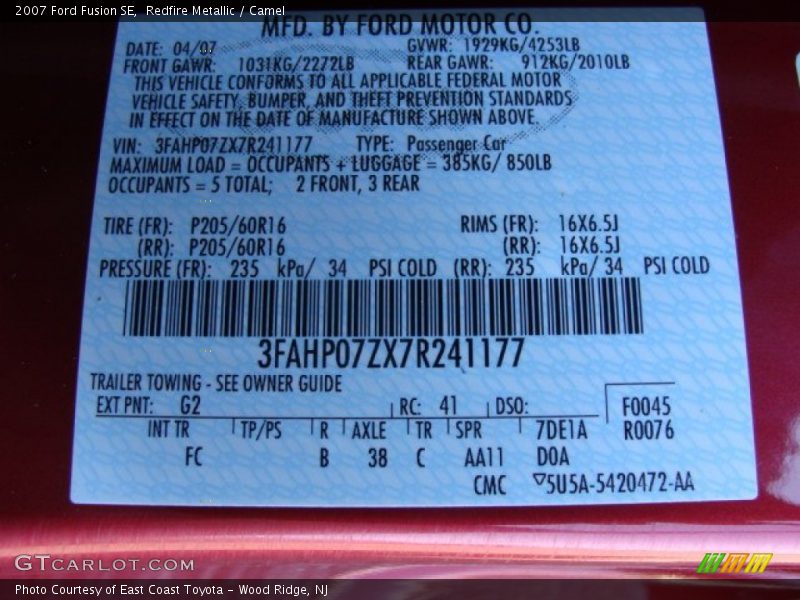 2007 Ford Fusion SE, Redfire Metallic / Camel
MFD. BY FORD MOTOR CO.
DATE: 04/07 GVWR: 1929KG/4253LB
FRONT GAWR: 1031KG/2272LB REAR GAWR: 912KG/2010LB
THIS VEHICLE CONFORMS TO ALL APPLICABLE FEDERAL MOTOR
VEHICLE SAFETY, BUMPER, AND THEFT PREVENTION STANDARDS
IN EFFECT ON THE DATE OF MANUFACTURE SHOWN ABOVE.
VIN: 3FAHP07ZX7R241177 TYPE: Passenger Car
MAXIMUM LOAD = OCCUPANTS + LUGGAGE = 385KG/ 850LB
OCCUPANTS = 5 TOTAL; 2 FRONT, 3 REAR
TIRE (FR): P205/60R16 RIMS (FR): 16X6.5J
(RR): P205/60R16 (RR): 16X6.5J
PRESSURE (FR): 235 kPa/ 34 PSI COLD (RR): 235 kPa/ 34 PSI COLD
3FAHP07ZX7R241177
TRAILER TOWING - SEE OWNER GUIDE
EXT PNT: G2 RC: 41 DSO: F0045
INT TR TP/PS R AXLE TR SPR 7DE1A R0076
FC B 38 C AA11 D0A
CMC ▽5U5A-5420472-AA
GTCARLOT.COM
Photo Courtesy of East Coast Toyota - Wood Ridge, NJ